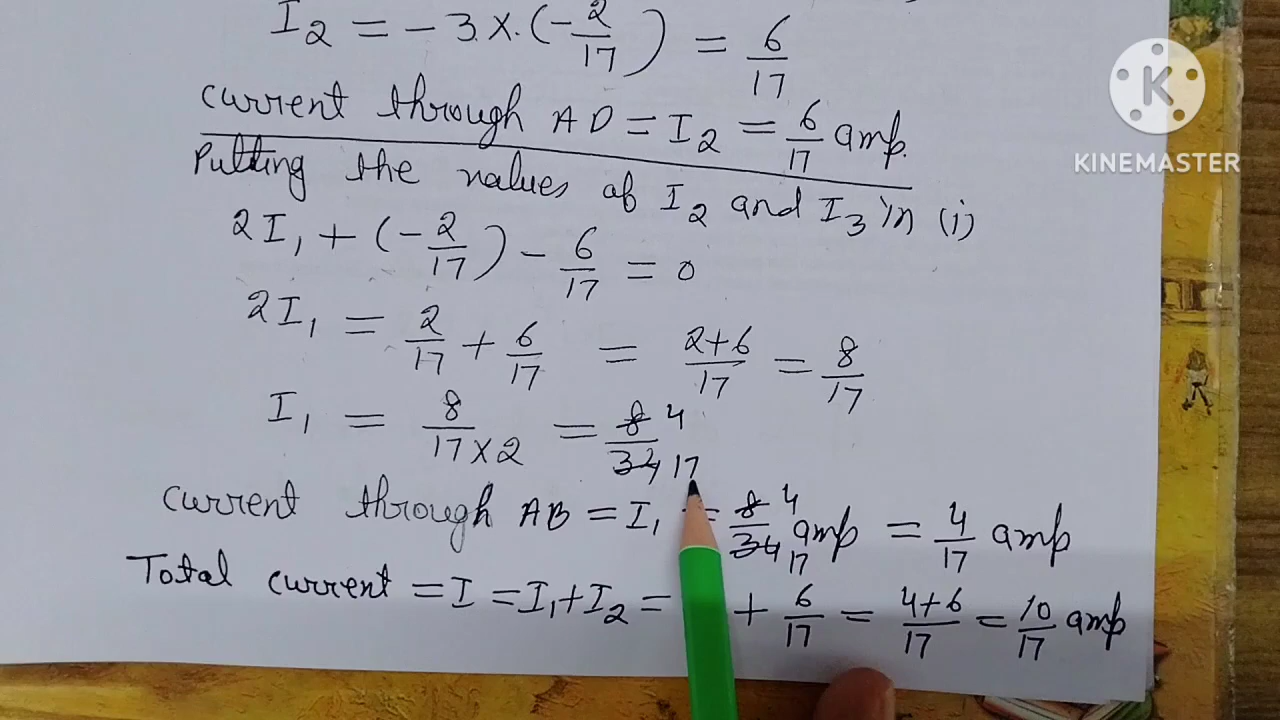 I₂ = -3 × (-2/17) = 6/17
current through AD = I₂ = 6/17 amp.
KINEMASTER
Putting the values of I₂ and I₃ in (i)
2I₁ + (-2/17) - 6/17 = 0
2I₁ = 2/17 + 6/17 = 2+6/17 = 8/17
I₁ = 8/17×2 = 8/34 4/17
current through AB = I₁ = 8/34 4/17 amp = 4/17 amp
Total current = I = I₁+I₂ = + 6/17 = 4+6/17 = 10/17 amp